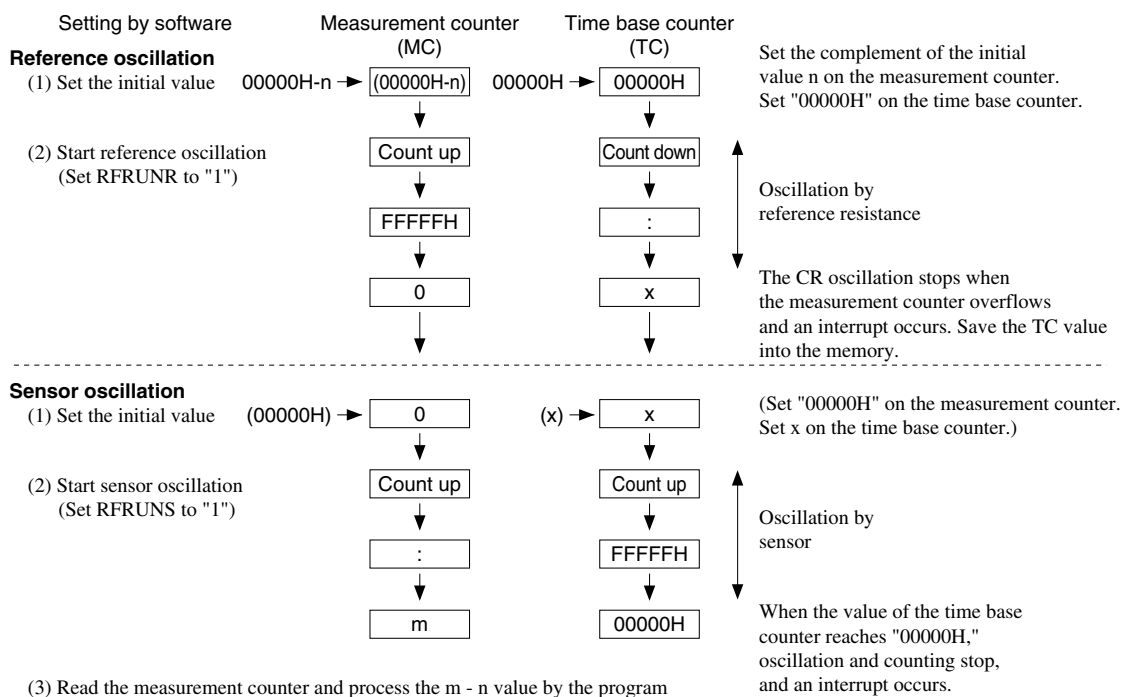 Setting by software
Measurement counter
(MC)
Time base counter
(TC)
Reference oscillation
(1) Set the initial value
00000H-n
(00000H-n)
00000H
00000H
Set the complement of the initial
value n on the measurement counter.
Set "00000H" on the time base counter.
(2) Start reference oscillation
(Set RFRUNR to "1")
Count up
Count down
Oscillation by
reference resistance
FFFFFH
:
0
x
The CR oscillation stops when
the measurement counter overflows
and an interrupt occurs. Save the TC value
into the memory.
Sensor oscillation
(1) Set the initial value
(00000H)
0
(x)
x
(Set "00000H" on the measurement counter.
Set x on the time base counter.)
(2) Start sensor oscillation
(Set RFRUNS to "1")
Count up
Count up
Oscillation by
sensor
:
FFFFFH
m
00000H
When the value of the time base
counter reaches "00000H,"
oscillation and counting stop,
and an interrupt occurs.
(3) Read the measurement counter and process the m - n value by the program